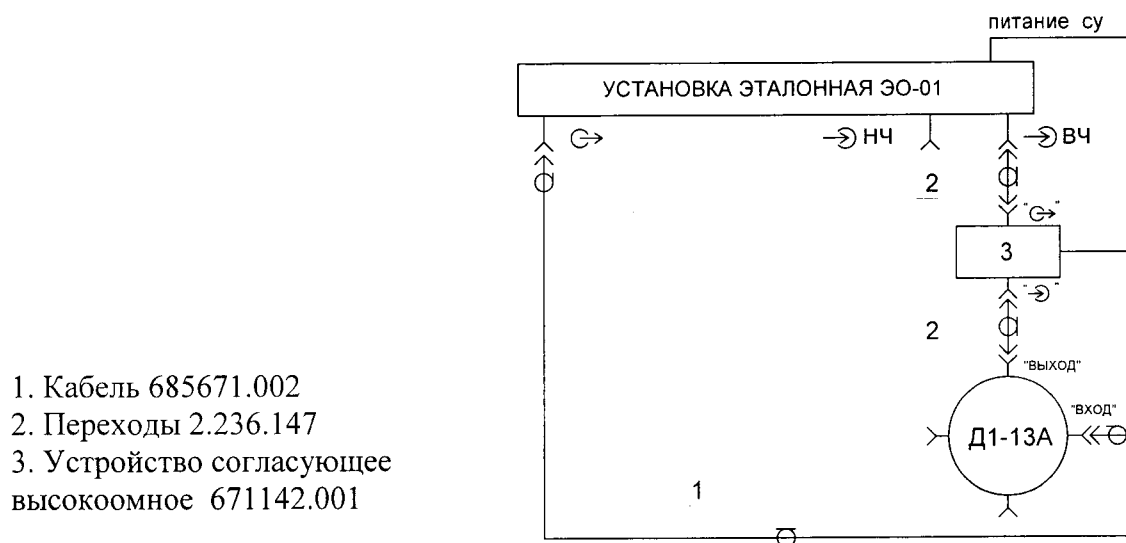 питание су
УСТАНОВКА ЭТАЛОННАЯ ЭО-01
НЧ
ВЧ
2
3
2
"ВЫХОД"
"ВХОД"
Д1-13А
1. Кабель 685671.002
2. Переходы 2.236.147
3. Устройство согласующее
высокоомное 671142.001
1